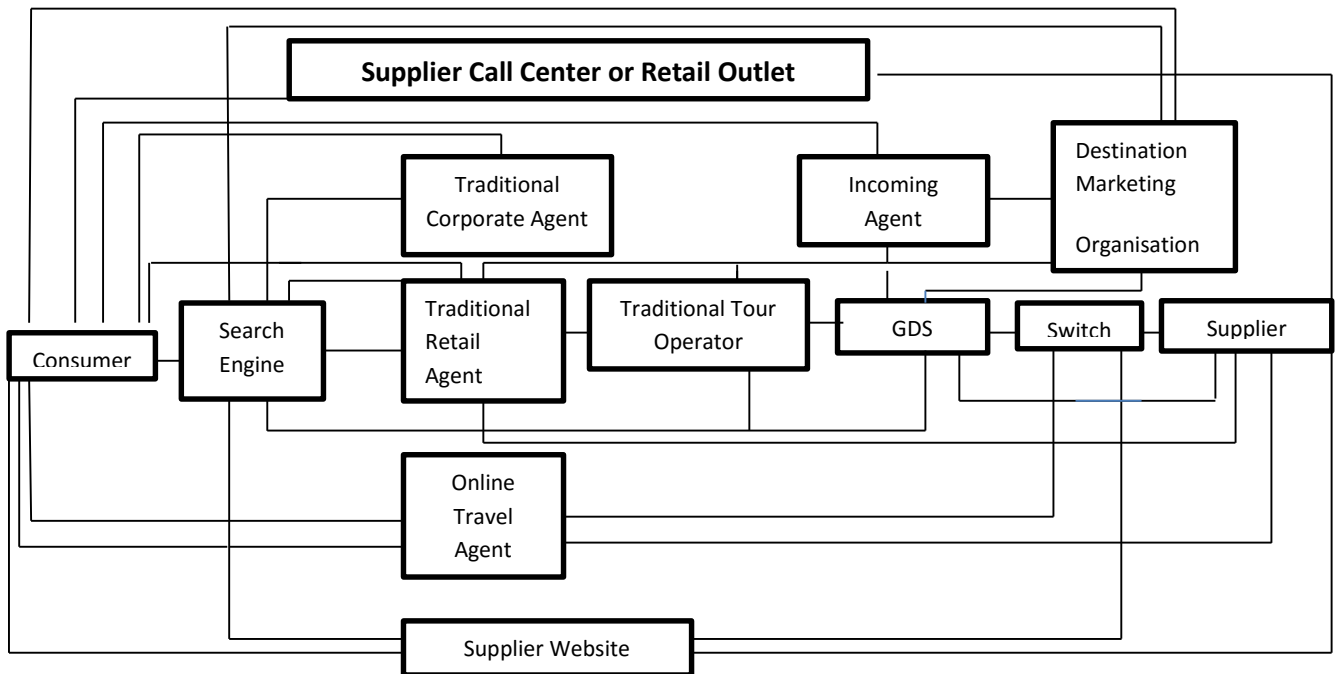 Supplier Call Center or Retail Outlet
Destination
Marketing
Organisation
Traditional
Corporate Agent
Incoming
Agent
Consumer
Search
Engine
Traditional
Retail
Agent
Traditional Tour
Operator
GDS
Switch
Supplier
Online
Travel
Agent
Supplier Website